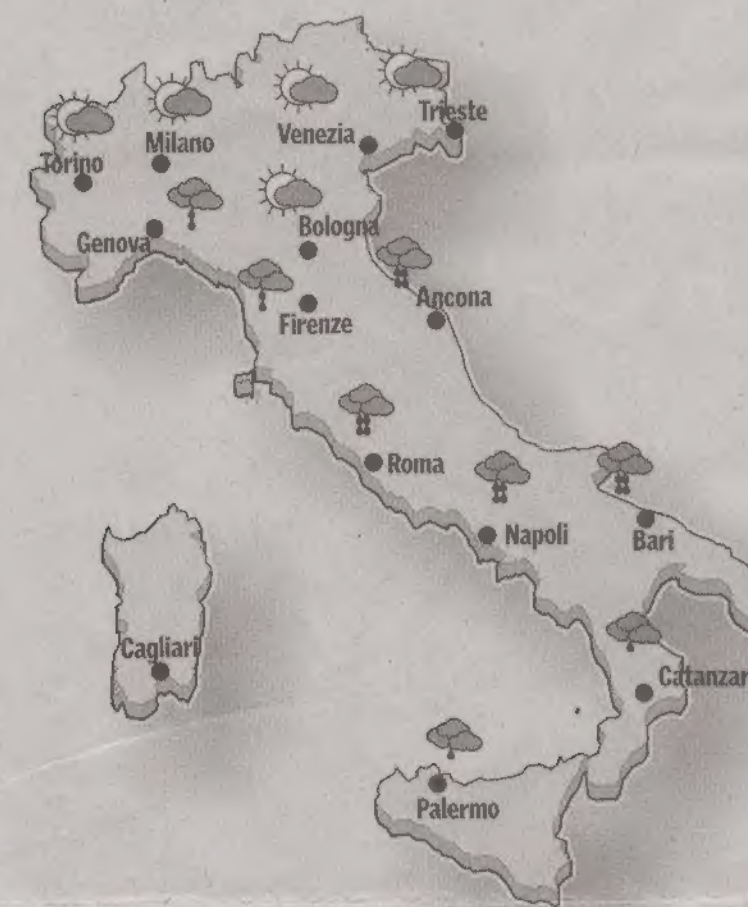 Trieste
Venezia
Milano
Torino
Bologna
Genova
Ancona
Firenze
Roma
Napoli
Bari
Cagliari
Catanzar
Palermo